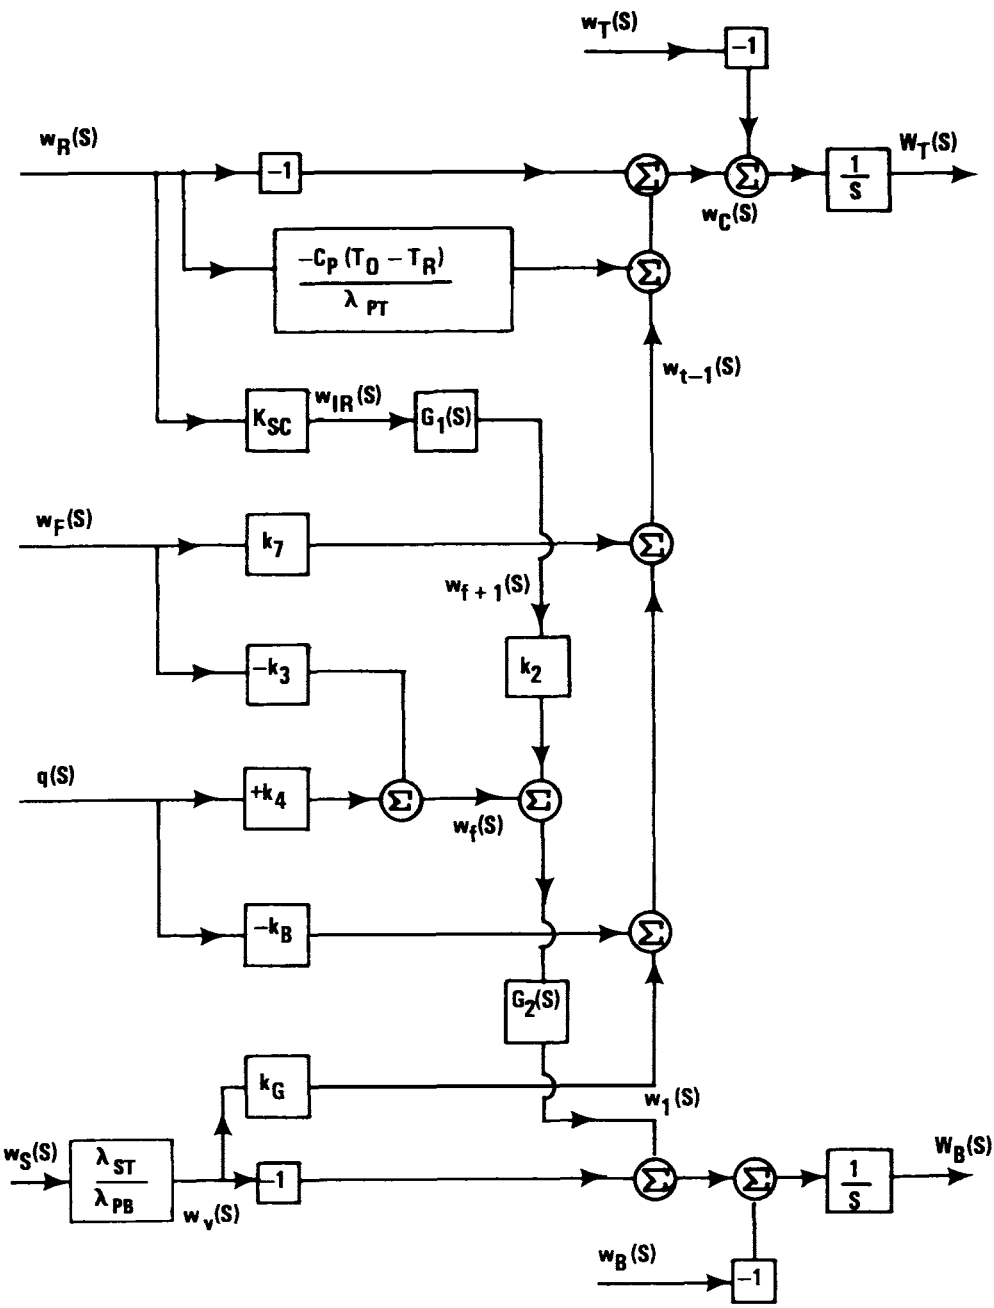 w_T(S)
-1
w_R(S)
-1
Σ
Σ
w_C(S)
1
S
W_T(S)
-C_P (T_O - T_R)
λ_PT
Σ
w_t-1(S)
K_SC
w_IR(S)
G_1(S)
w_F(S)
k_7
Σ
w_f + 1(S)
-k_3
k_2
q(S)
+k_4
Σ
w_f(S)
Σ
-k_B
Σ
G_2(S)
k_G
w_1(S)
w_S(S)
λ_ST
λ_PB
w_v(S)
-1
Σ
Σ
1
S
W_B(S)
w_B(S)
-1